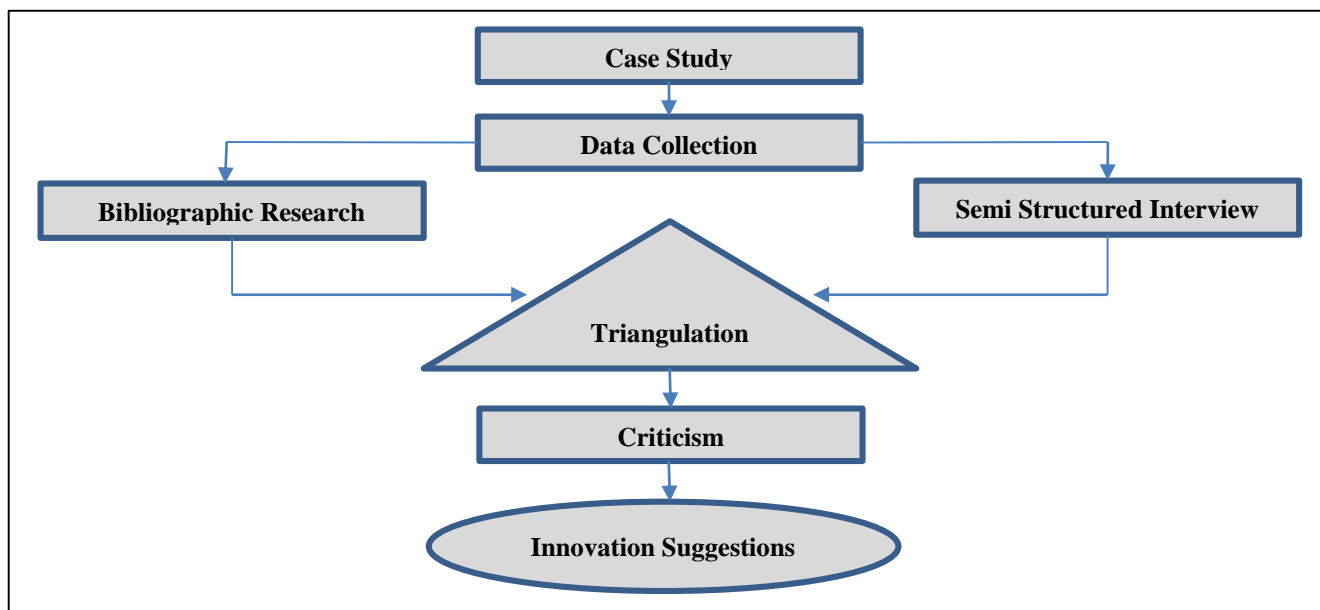 Case Study
Data Collection
Bibliographic Research
Semi Structured Interview
Triangulation
Criticism
Innovation Suggestions